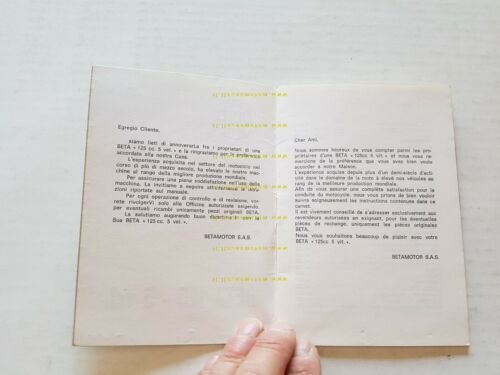 Egregio Cliente,
siamo lieti di annoverarLa fra i proprietari di una
BETA « 125 cc. 5 vel. » e la ringraziamo per la preferenza
accordata alla nostra Casa.
L'esperienza acquisita nel settore del motociclo nel
corso di più di mezzo secolo, ha elevato le nostre mac-
chine al rango della migliore produzione mondiale.
Per assicurare una piena soddisfazione nell'uso della
macchina, La invitiamo a seguire attentamente le istru-
zioni riportate sul manuale.
Per ogni operazione di controllo e di revisione, vor-
rete rivolgerVi solo alle Officine autorizzate esigendo,
per eventuali ricambi unicamente pezzi originali BETA.
La salutiamo augurando buon divertimento con la
Sua BETA « 125 cc. 5 vel. ».
BETAMOTOR S.A.S.
Cher Ami,
Nous sommes heureux de vous compter parmi les pro-
priétaires d'une BETA « 125cc 5 vit. » et nous vous re-
mercions de la préférence que vous avez bien voulu
accorder à notre Maison.
L'expérience acquise depuis plus d'un demi-siècle d'activi-
té dans le domaine de la moto à élevé nos véhicules au
rang de la meilleure production mondiale.
Afin de vous assurer une complète satisfaction pour la
conduite du motocycle nous vous prions de bien vouloir
suivre soigneusement les instructions contenues dans ce
carnet.
Il est vivement conseillé de s'adresser exclusivement aux
revendeurs autorisées en exigeant, pour les éventuelles
pièces de rechange, uniquement les pièces originales
BETA.
Nous vous souhaitons beaucoup de plaisir avec votre
BETA « 125cc 5 vit. ».
BETAMOTOR S.A.S.